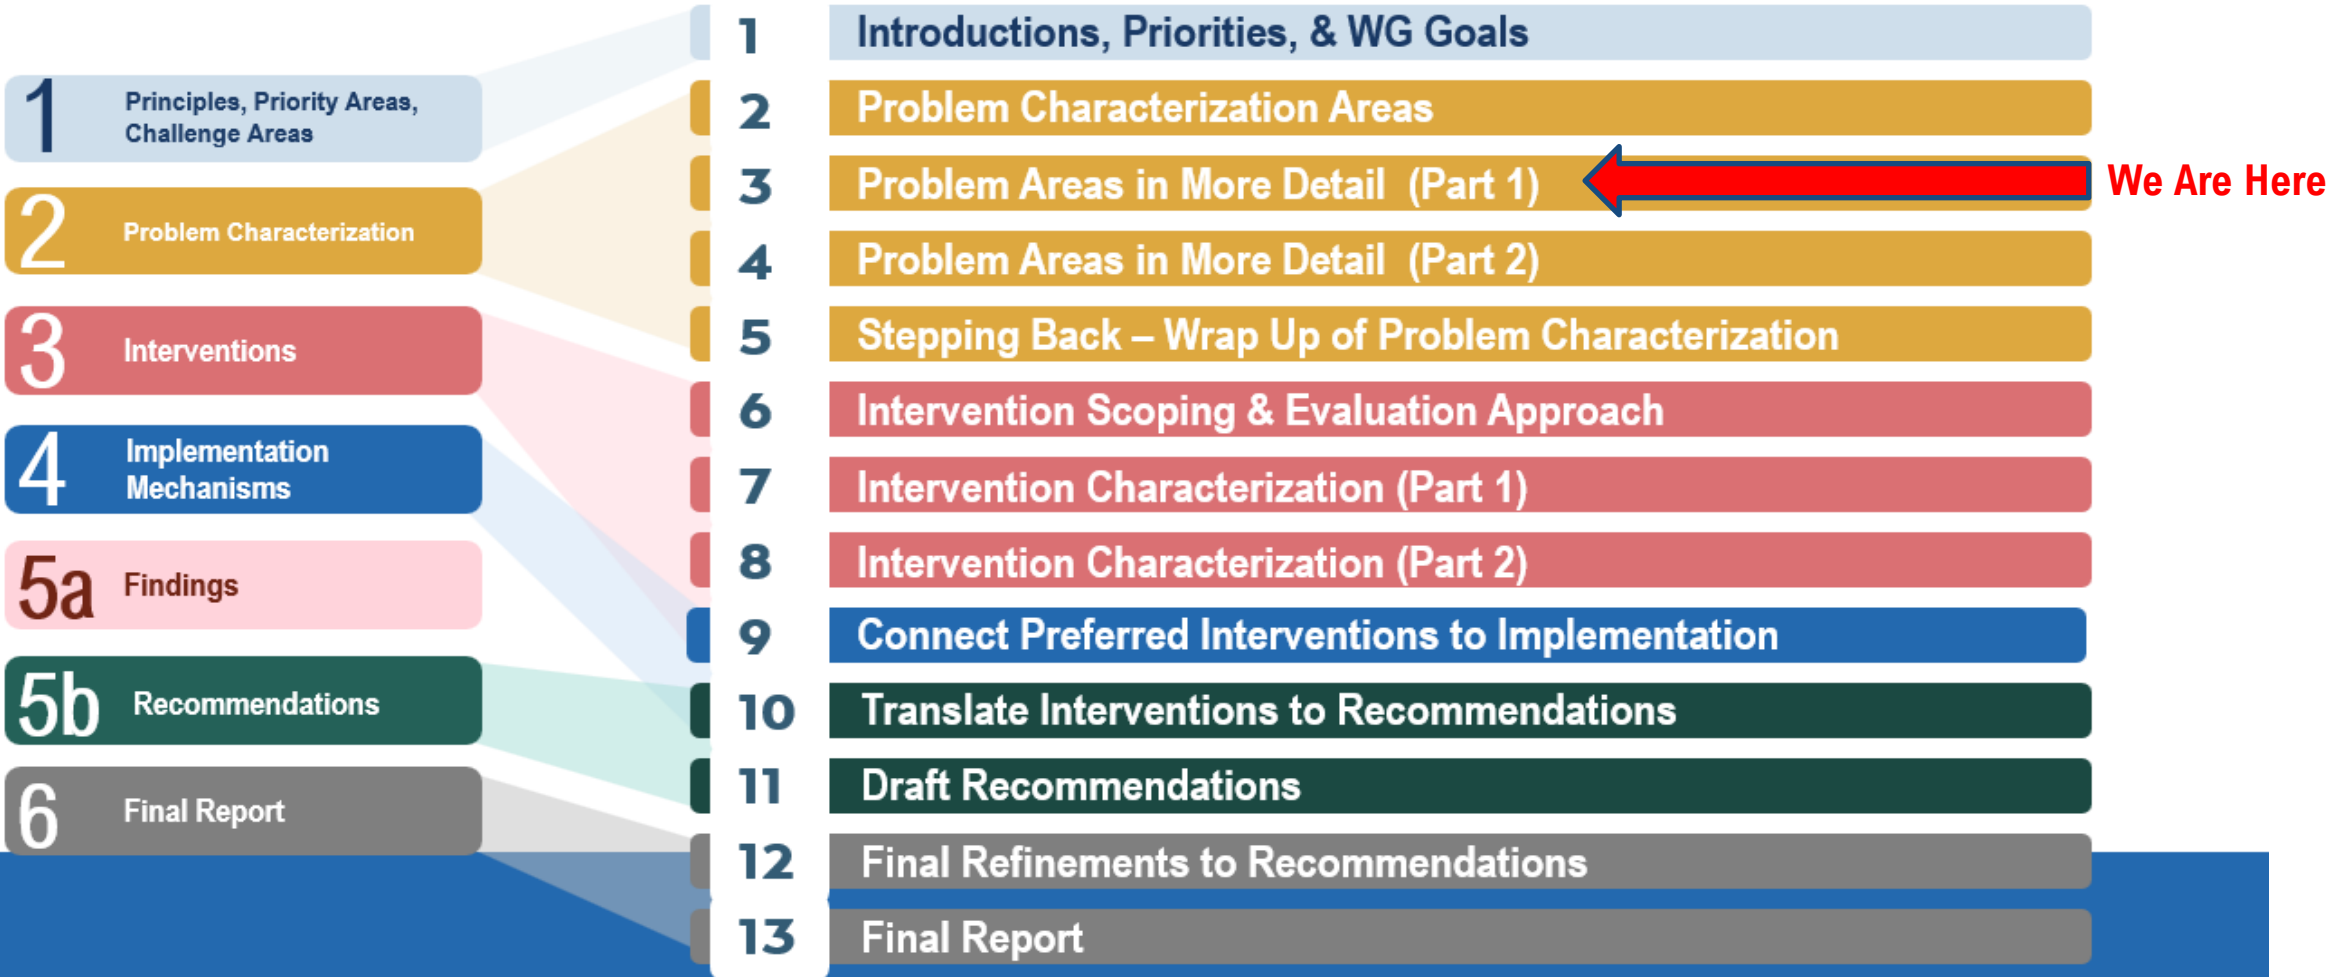 1
Principles, Priority Areas,
Challenge Areas
2
Problem Characterization
3
Interventions
4
Implementation
Mechanisms
5a
Findings
5b
Recommendations
6
Final Report
1 Introductions, Priorities, & WG Goals
2 Problem Characterization Areas
3 Problem Areas in More Detail (Part 1)
We Are Here
4 Problem Areas in More Detail (Part 2)
5 Stepping Back – Wrap Up of Problem Characterization
6 Intervention Scoping & Evaluation Approach
7 Intervention Characterization (Part 1)
8 Intervention Characterization (Part 2)
9 Connect Preferred Interventions to Implementation
10 Translate Interventions to Recommendations
11 Draft Recommendations
12 Final Refinements to Recommendations
13 Final Report